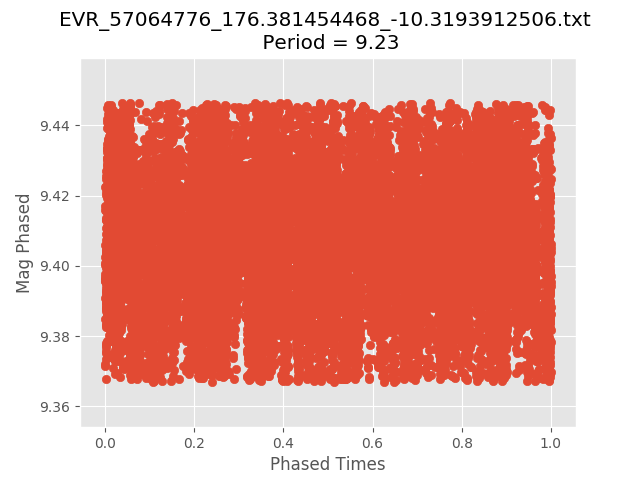 EVR_57064776_176.381454468_-10.3193912506.txt
Period = 9.23
9.44
9.42
9.40
9.38
9.36
Mag Phased
0.0 0.2 0.4 0.6 0.8 1.0
Phased Times